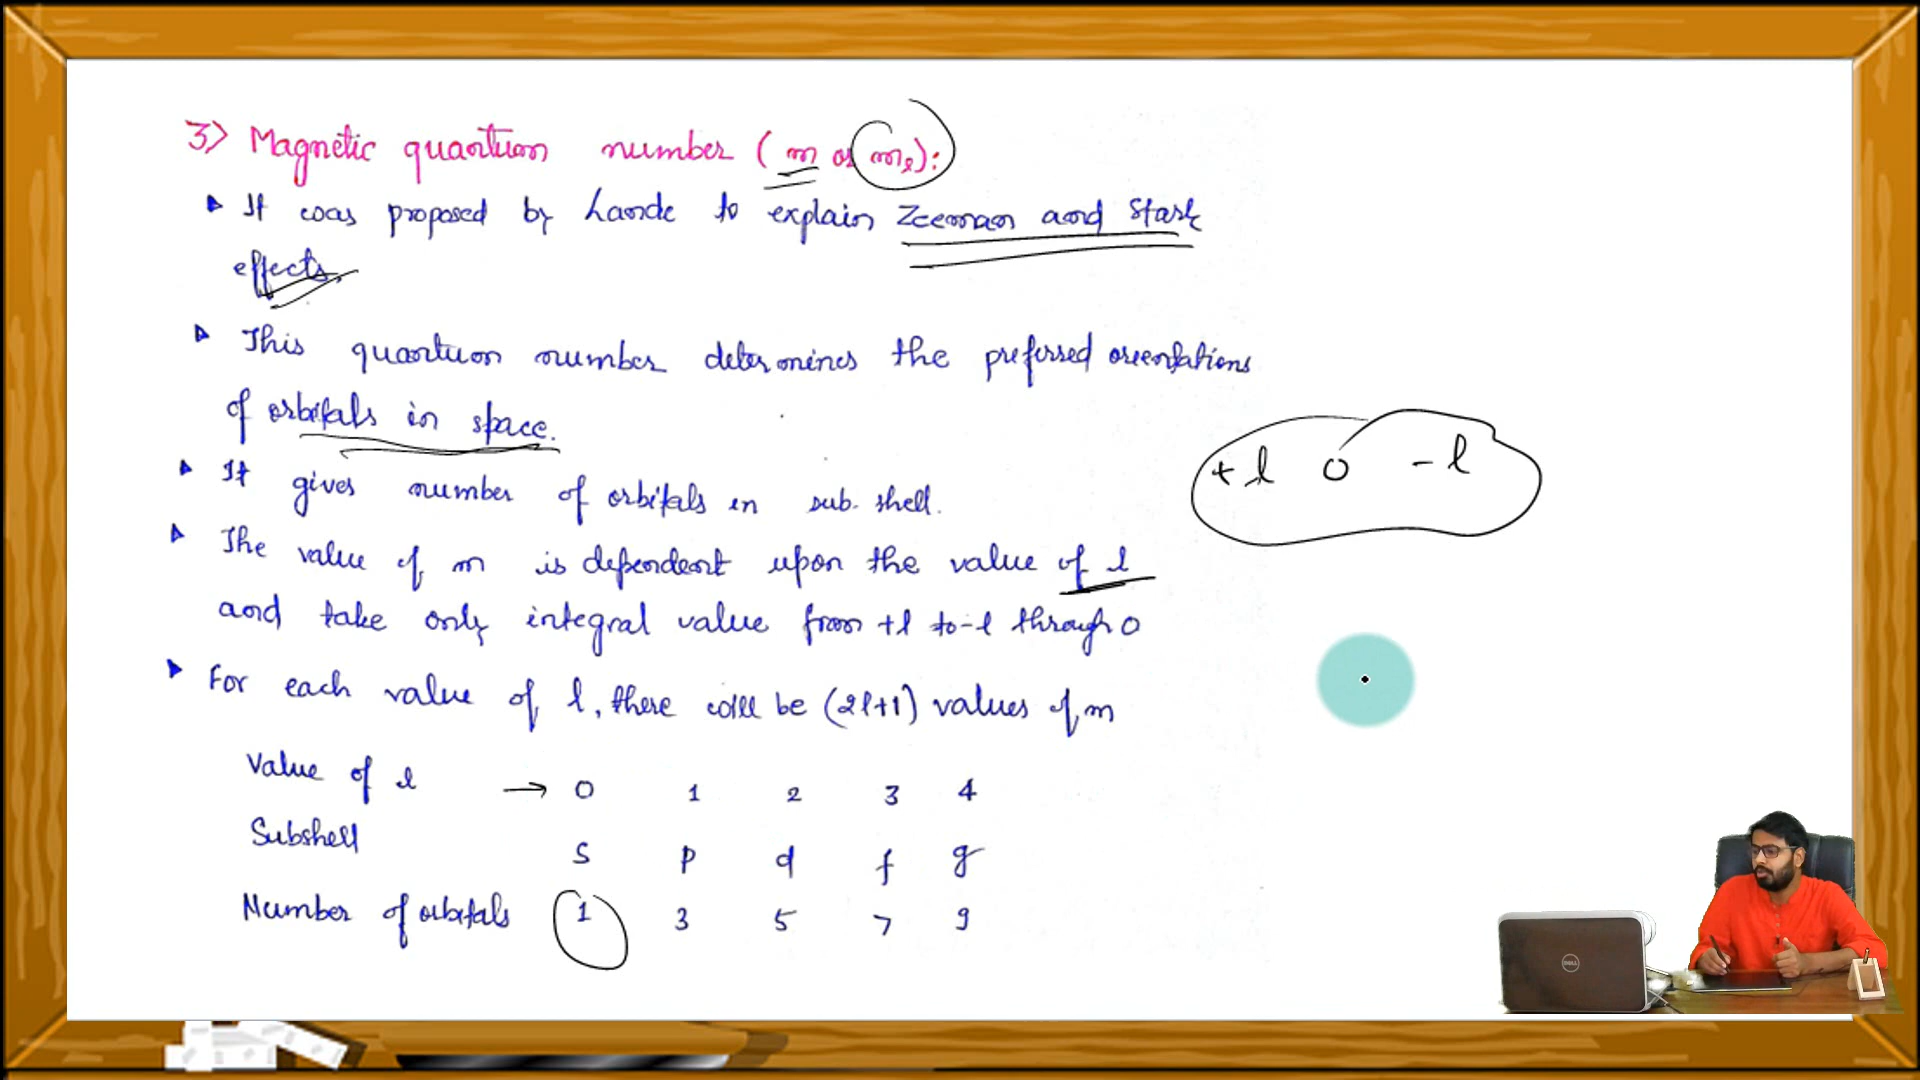 3) Magnetic quantum number (m or mℓ):
▸ It was proposed by Lande to explain Zeeman and Stark
effects.
▸ This quantum number determines the preferred orientations
of orbitals in space.
▸ It gives number of orbitals in sub-shell.
▸ The value of m is dependent upon the value of l
and take only integral value from +l to -l through 0
▸ For each value of l, there will be (2l+1) values of m
Value of l → 0 1 2 3 4
Subshell s p d f g
Number of orbitals 1 3 5 7 9
+l 0 -l
DELL